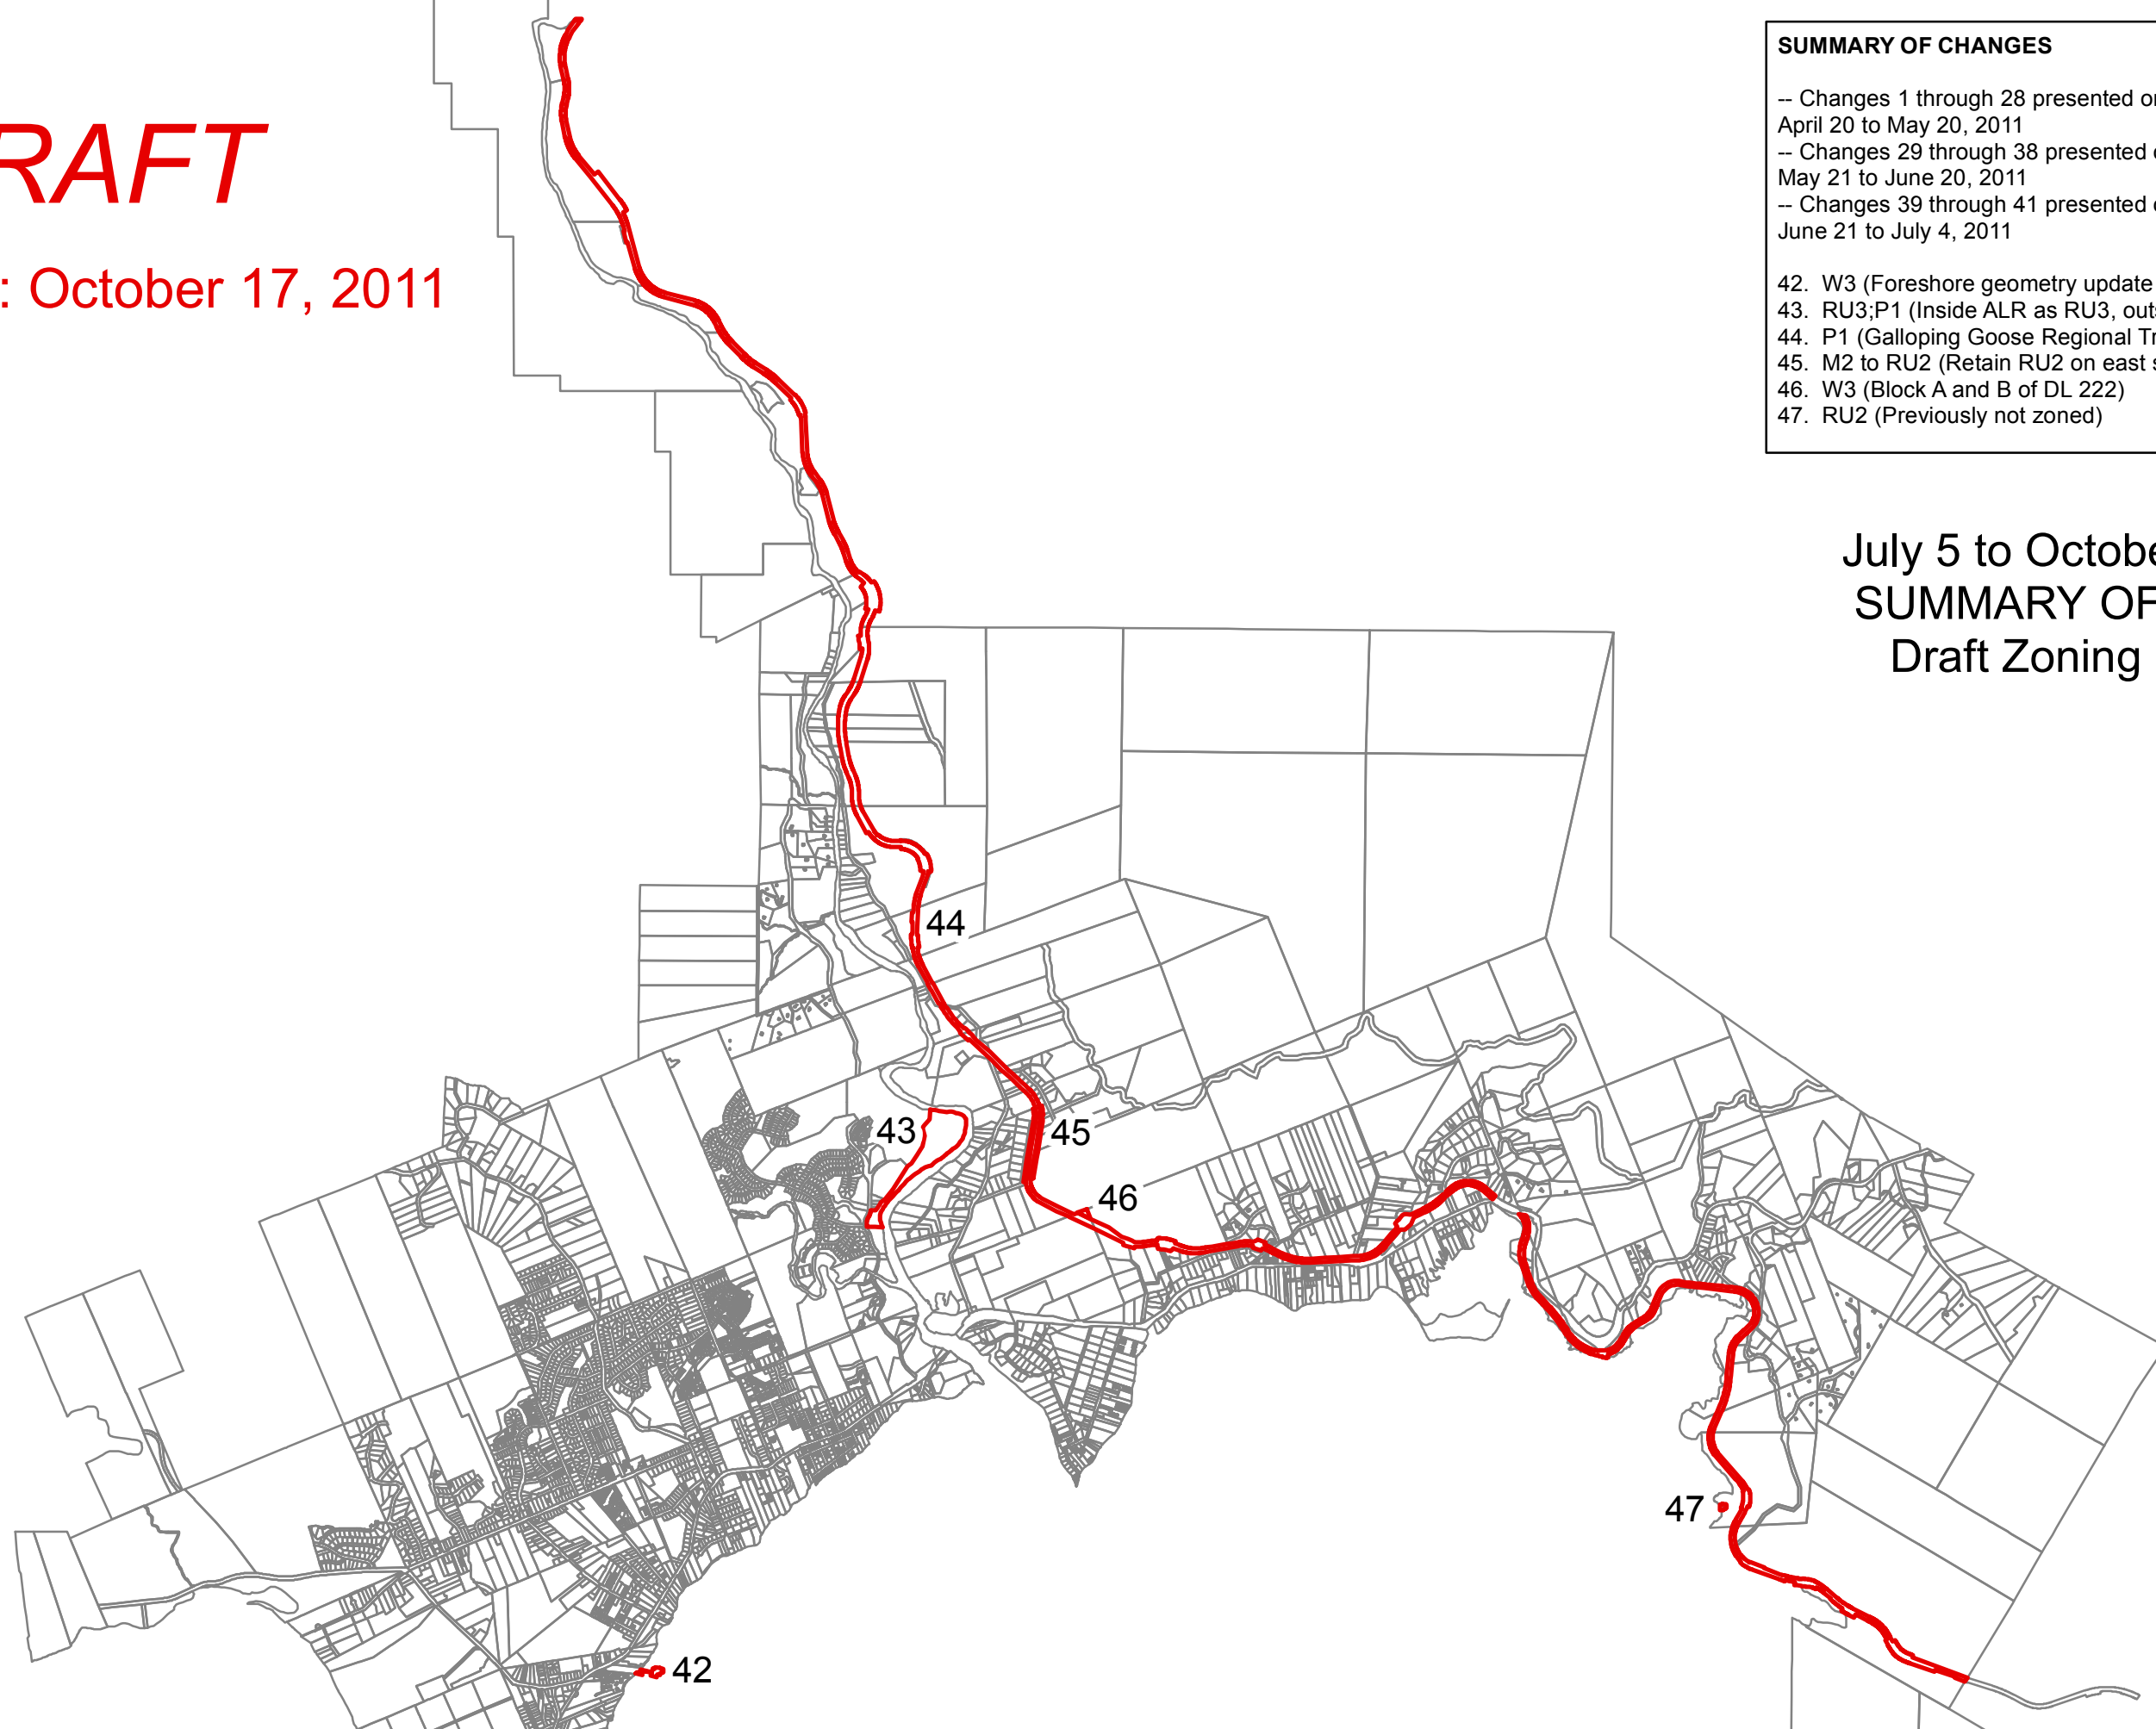 RAFT
: October 17, 2011
SUMMARY OF CHANGES
-- Changes 1 through 28 presented
April 20 to May 20, 2011
-- Changes 29 through 38 presented
May 21 to June 20, 2011
-- Changes 39 through 41 presented
June 21 to July 4, 2011
42. W3 (Foreshore geometry update
43. RU3;P1 (Inside ALR as RU3,
44. P1 (Galloping Goose Regional
45. M2 to RU2 (Retain RU2 on east
46. W3 (Block A and B of DL 222)
47. RU2 (Previously not zoned)
July 5 to
SUMMARY OF
Draft Zoning
44
43
45
46
47
42